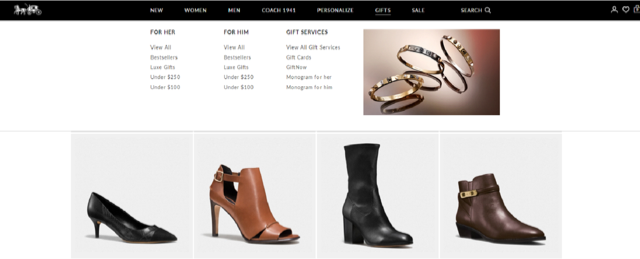 NEW WOMEN MEN COACH 1941 PERSONALIZE GIFTS SALE SEARCH
FOR HER
View All
Bestsellers
Luxe Gifts
Under $250
Under $100
FOR HIM
View All
Bestsellers
Luxe Gifts
Under $250
Under $100
GIFT SERVICES
View All Gift Services
Gift Cards
GiftNow
Monogram for her
Monogram for him